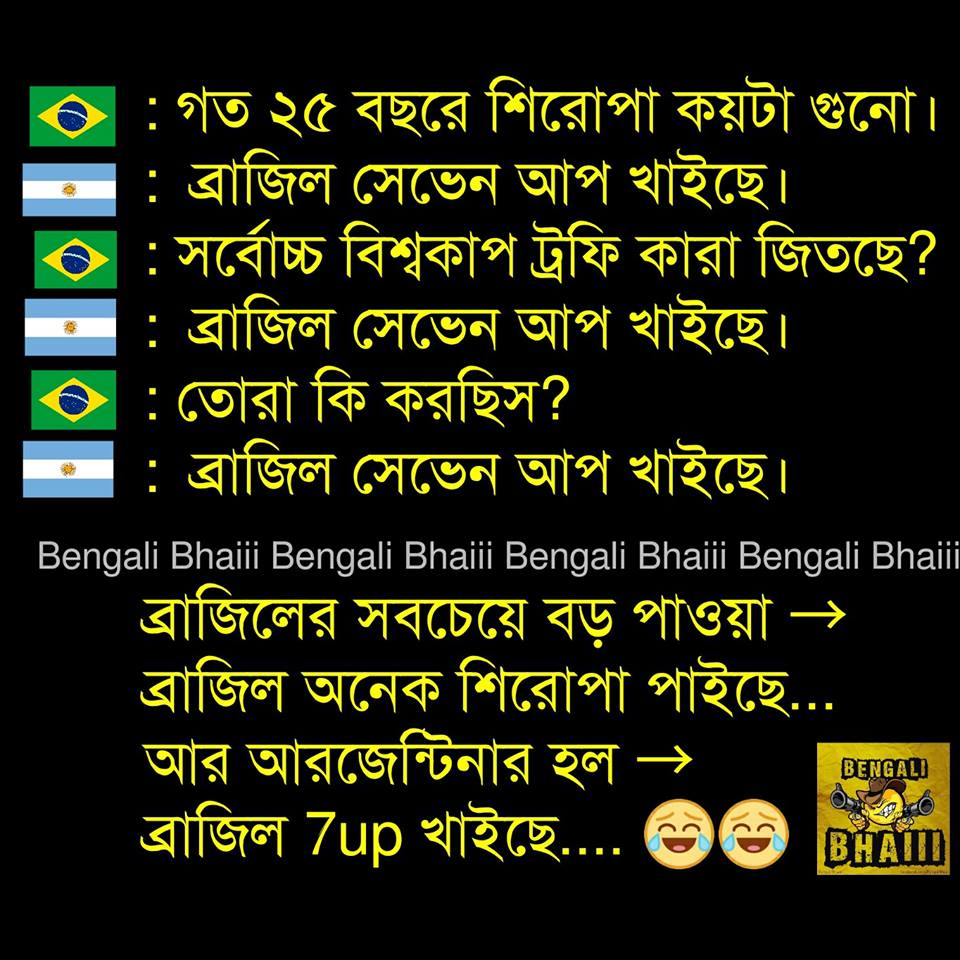 : গত ২৫ বছরে শিরোপা কয়টা গুনো।
: ব্রাজিল সেভেন আপ খাইছে।
: সর্বোচ্চ বিশ্বকাপ ট্রফি কারা জিতছে?
: ব্রাজিল সেভেন আপ খাইছে।
: তোরা কি করছিস?
: ব্রাজিল সেভেন আপ খাইছে।
Bengali Bhaiii Bengali Bhaiii Bengali Bhaiii Bengali Bhaiii
ব্রাজিলের সবচেয়ে বড় পাওয়া →
ব্রাজিল অনেক শিরোপা পাইছে...
আর আরজেন্টিনার হল →
ব্রাজিল 7up খাইছে.... 😂😂
BENGALI
BHAIII